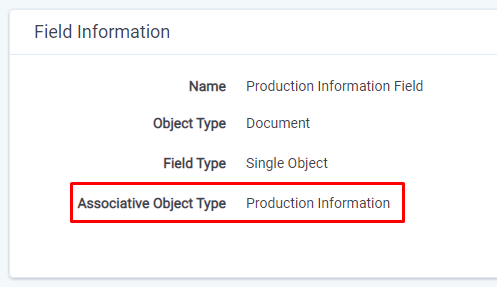 Field Information
Name Production Information Field
Object Type Document
Field Type Single Object
Associative Object Type Production Information